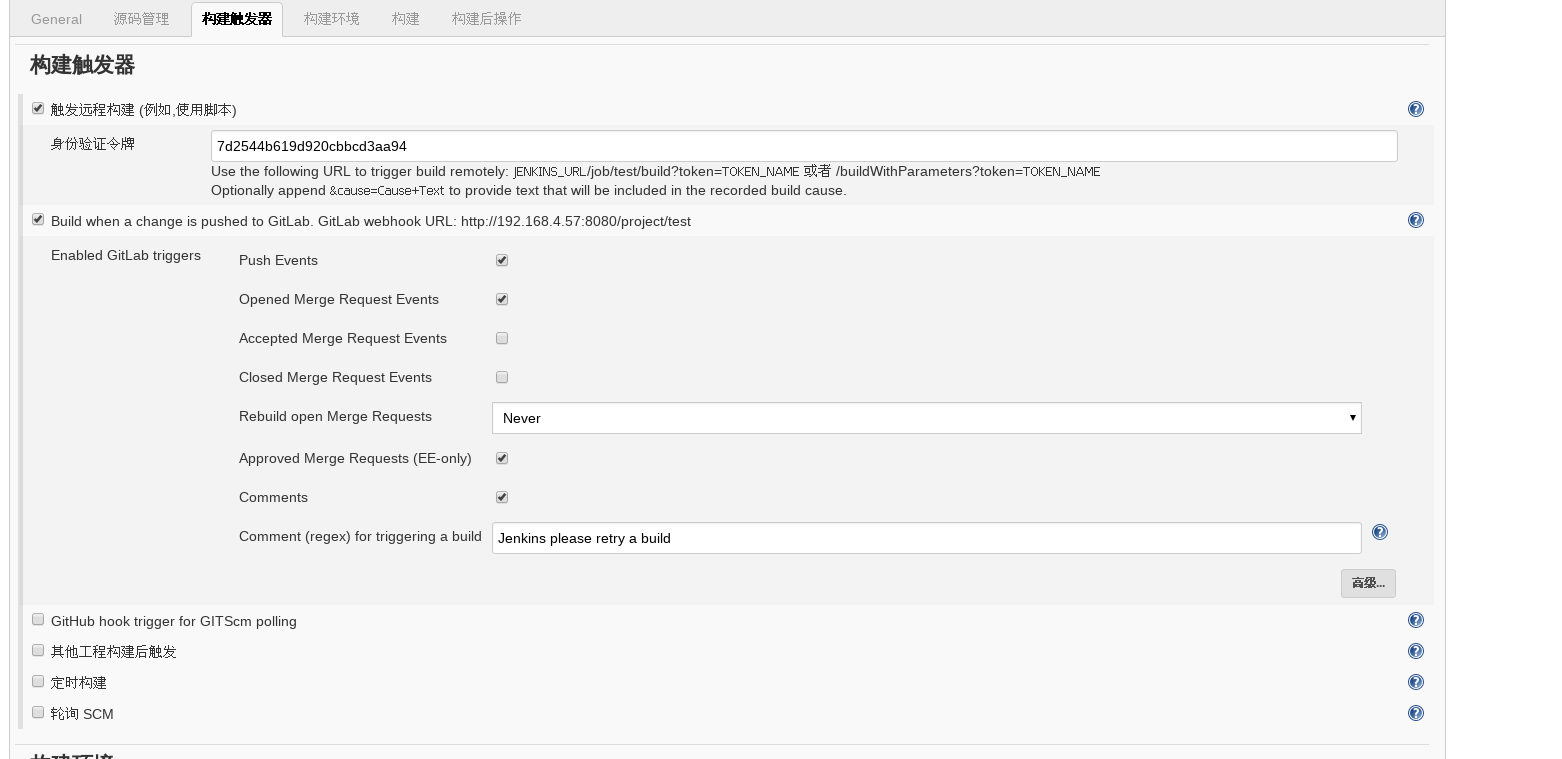 General 源码管理 构建触发器 构建环境 构建 构建后操作
构建触发器
触发远程构建 (例如,使用脚本)
身份验证令牌 7d2544b619d920cbbcd3aa94
Use the following URL to trigger build remotely: JENKINS_URL/job/test/build?token=TOKEN_NAME 或者 /buildWithParameters?token=TOKEN_NAME
Optionally append &cause=Cause+Text to provide text that will be included in the recorded build cause.
Build when a change is pushed to GitLab. GitLab webhook URL: http://192.168.4.57:8080/project/test
Enabled GitLab triggers Push Events
Opened Merge Request Events
Accepted Merge Request Events
Closed Merge Request Events
Rebuild open Merge Requests Never
Approved Merge Requests (EE-only)
Comments
Comment (regex) for triggering a build Jenkins please retry a build
高级...
GitHub hook trigger for GITScm polling
其他工程构建后触发
定时构建
轮询 SCM
构建环境